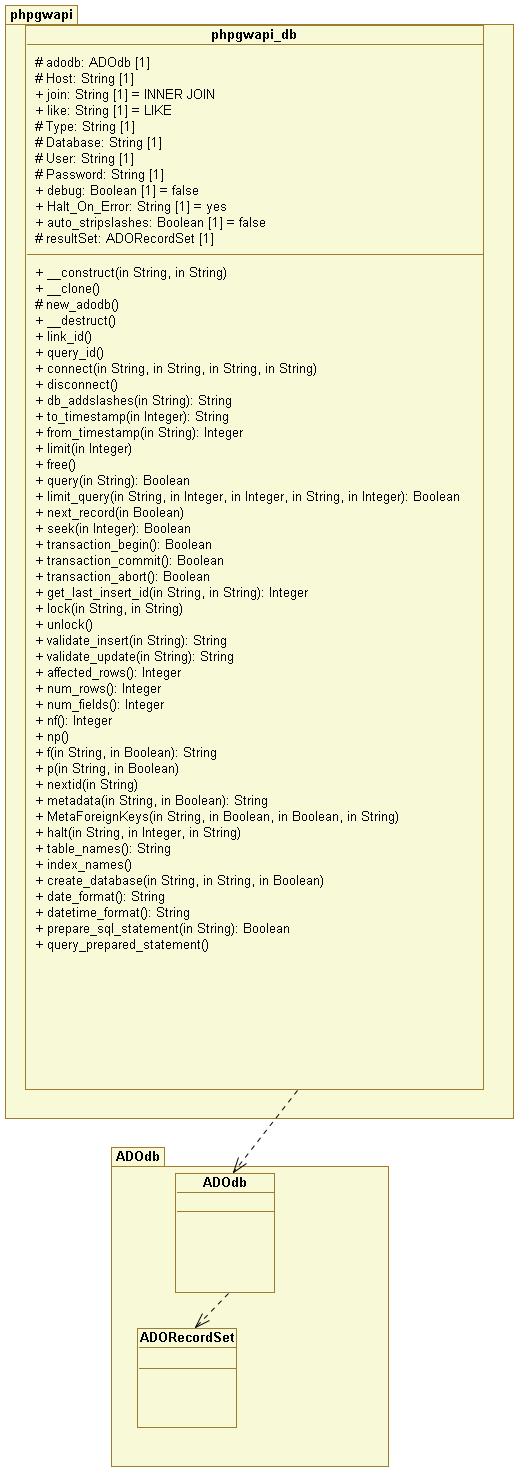 phpgwapi
phpgwapi_db
# adodb: ADOdb [1]
# Host: String [1]
+ join: String [1] = INNER JOIN
+ like: String [1] = LIKE
# Type: String [1]
# Database: String [1]
# User: String [1]
# Password: String [1]
+ debug: Boolean [1] = false
+ Halt_On_Error: String [1] = yes
+ auto_stripslashes: Boolean [1] = false
# resultSet: ADORecordSet [1]
+ __construct(in String, in String)
+ __clone()
# new_adodb()
+ __destruct()
+ link_id()
+ query_id()
+ connect(in String, in String, in String, in String)
+ disconnect()
+ db_addslashes(in String): String
+ to_timestamp(in Integer): String
+ from_timestamp(in String): Integer
+ limit(in Integer)
+ free()
+ query(in String): Boolean
+ limit_query(in String, in Integer, in Integer, in String, in Integer): Boolean
+ next_record(in Boolean)
+ seek(in Integer): Boolean
+ transaction_begin(): Boolean
+ transaction_commit(): Boolean
+ transaction_abort(): Boolean
+ get_last_insert_id(in String, in String): Integer
+ lock(in String, in String)
+ unlock()
+ validate_insert(in String): String
+ validate_update(in String): String
+ affected_rows(): Integer
+ num_rows(): Integer
+ num_fields(): Integer
+ nf(): Integer
+ np()
+ f(in String, in Boolean): String
+ p(in String, in Boolean)
+ nextid(in String)
+ metadata(in String, in Boolean): String
+ MetaForeignKeys(in String, in Boolean, in Boolean, in String)
+ halt(in String, in Integer, in String)
+ table_names(): String
+ index_names()
+ create_database(in String, in String, in Boolean)
+ date_format(): String
+ datetime_format(): String
+ prepare_sql_statement(in String): Boolean
+ query_prepared_statement()
ADOdb
ADOdb
ADORecordSet